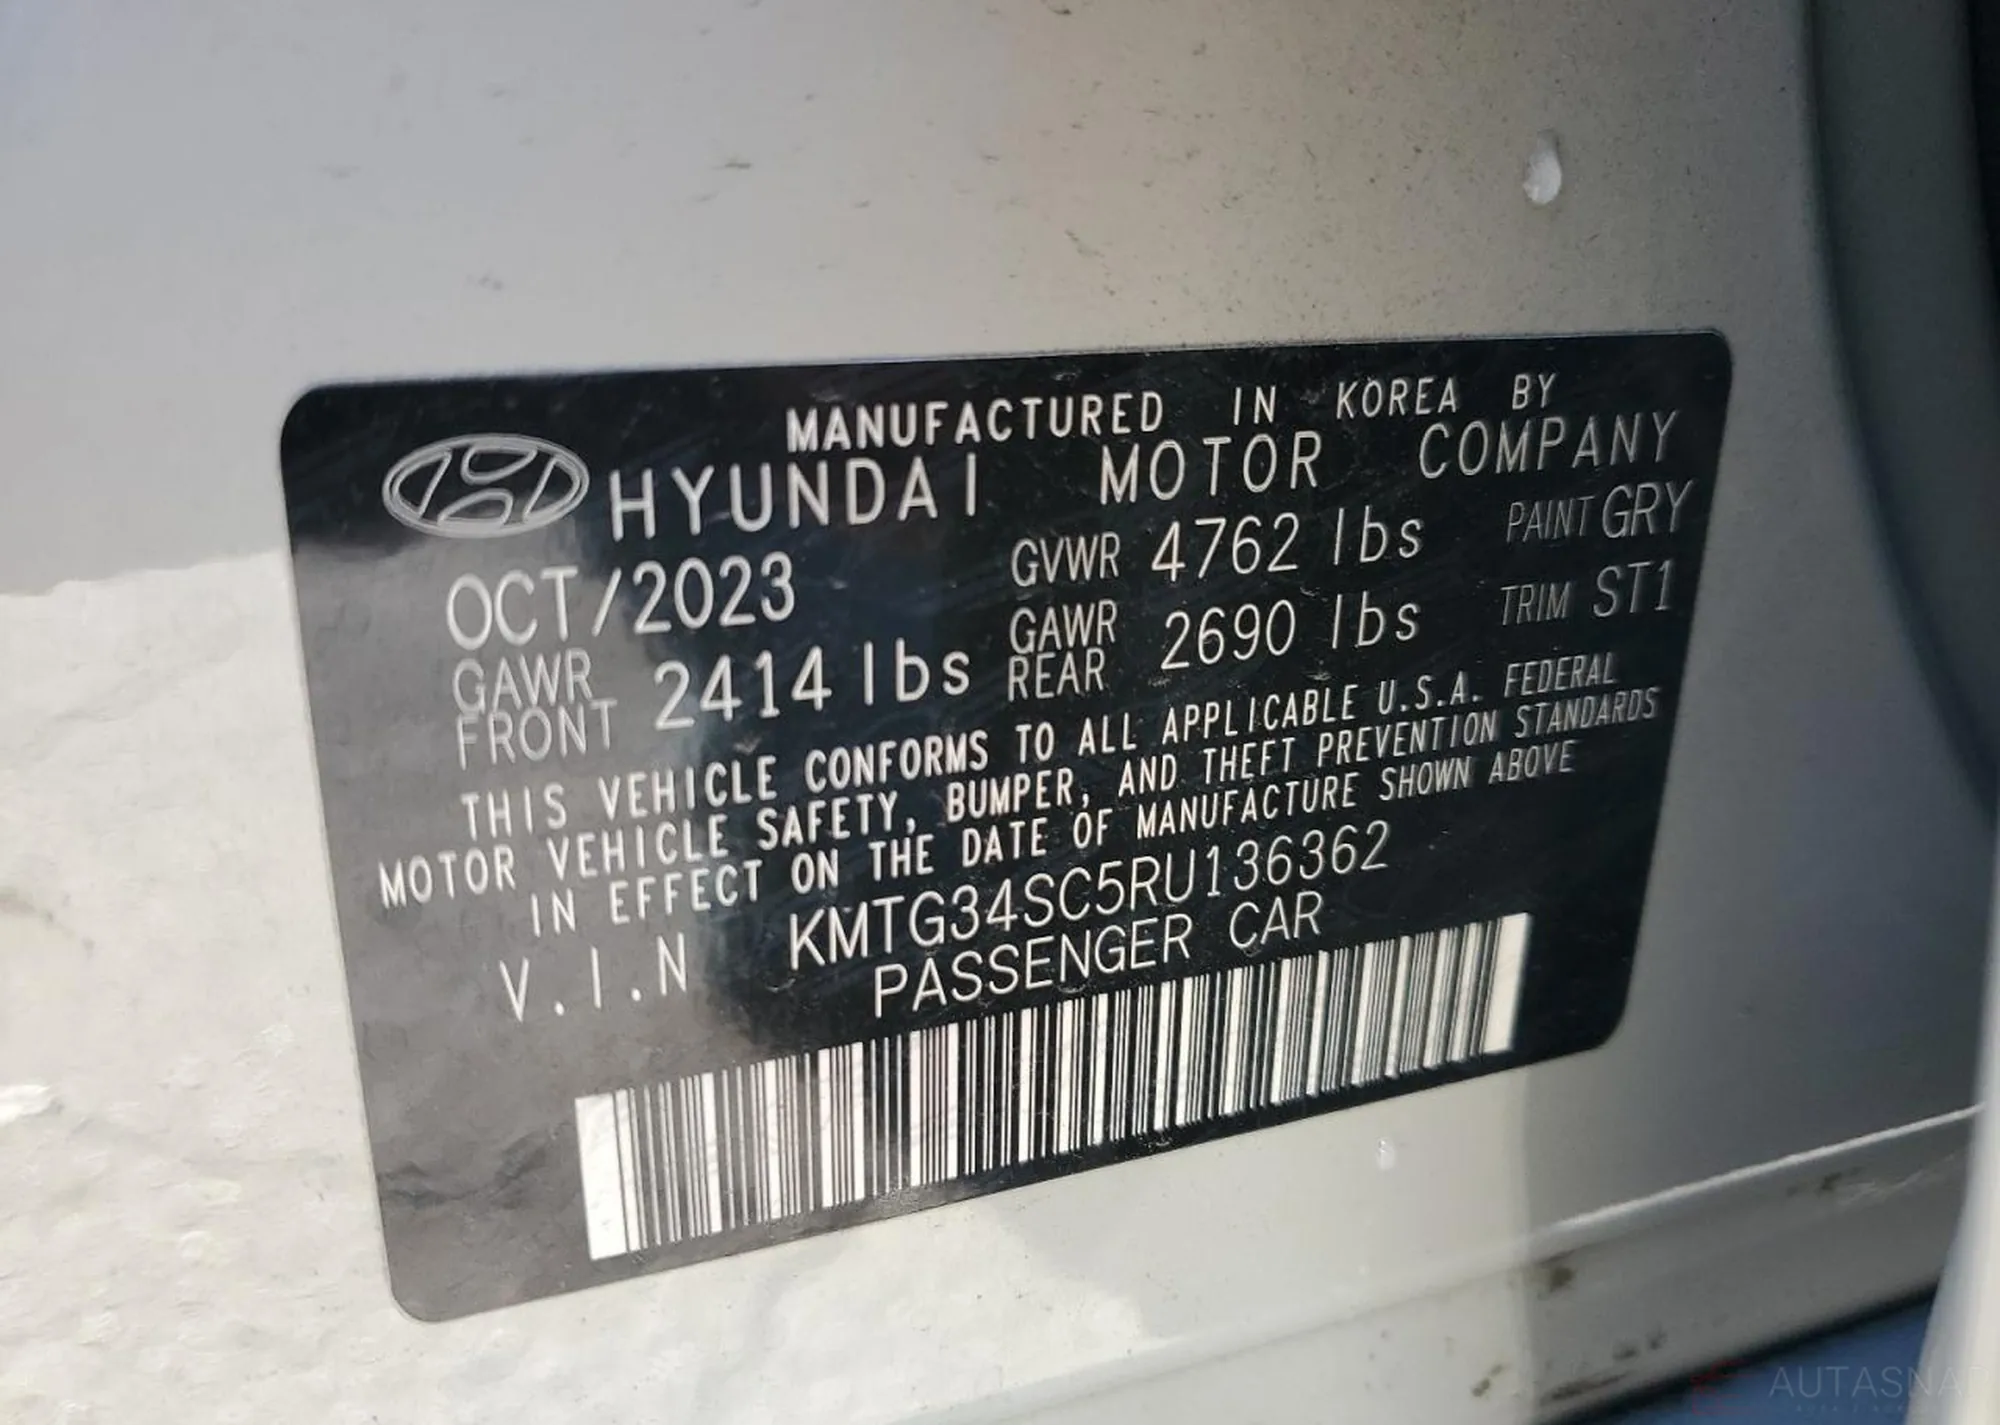 MANUFACTURED IN KOREA BY
HYUNDAI MOTOR COMPANY
OCT/2023 GVWR 4762 lbs PAINT GRY
GAWR FRONT 2414 lbs GAWR REAR 2690 lbs TRIM ST1
THIS VEHICLE CONFORMS TO ALL APPLICABLE U.S.A. FEDERAL
MOTOR VEHICLE SAFETY, BUMPER, AND THEFT PREVENTION STANDARDS
IN EFFECT ON THE DATE OF MANUFACTURE SHOWN ABOVE
V.I.N KMTG34SC5RU136362
PASSENGER CAR